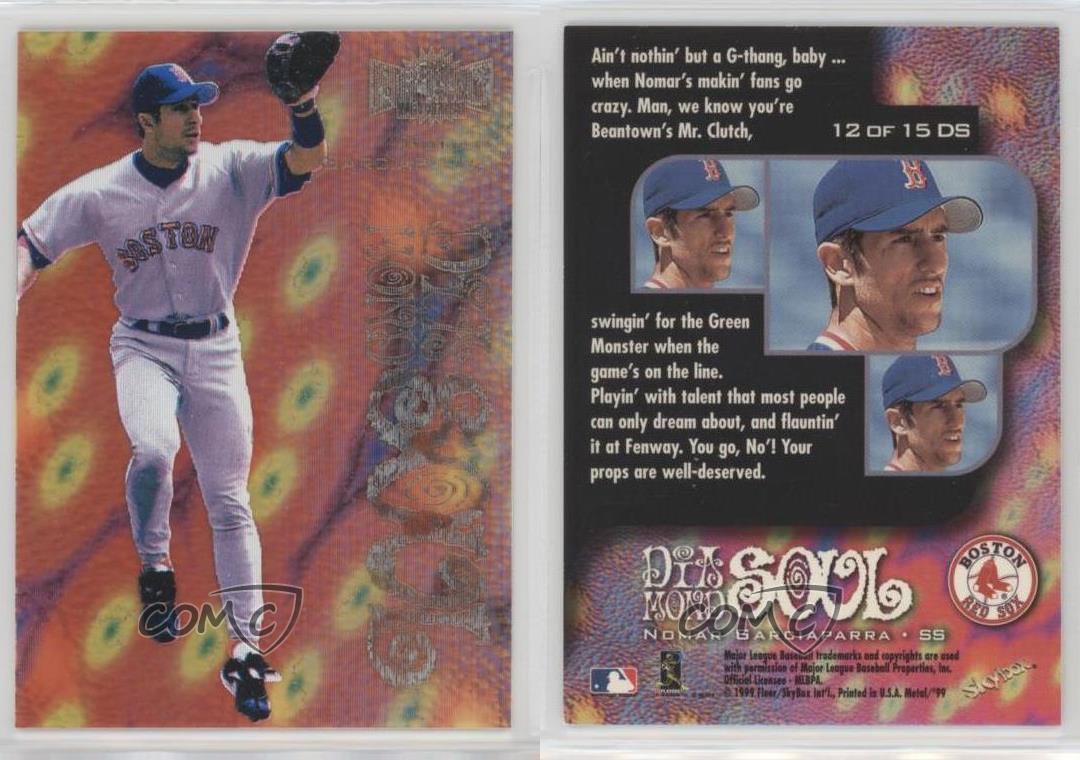 BOSTON
DIAMOND SOUL
COMC
Ain't nothin' but a G-thang, baby ...
when Nomar's makin' fans go
crazy. Man, we know you're
Beantown's Mr. Clutch,
12 OF 15 DS
B
B
B
swingin' for the Green
Monster when the
game's on the line.
Playin' with talent that most people
can only dream about, and flauntin'
it at Fenway. You go, No'! Your
props are well-deserved.
DIA
MOND SOUL
BOSTON
RED SOX
COMC
NOMAR GARCIAPARRA • SS
Major League Baseball trademarks and copyrights are used
with permission of Major League Baseball Properties, Inc.
Official Licensee - MLBPA.
© 1999 Fleer/SkyBox Int'l., Printed in U.S.A. Metal/'99
SkyBox